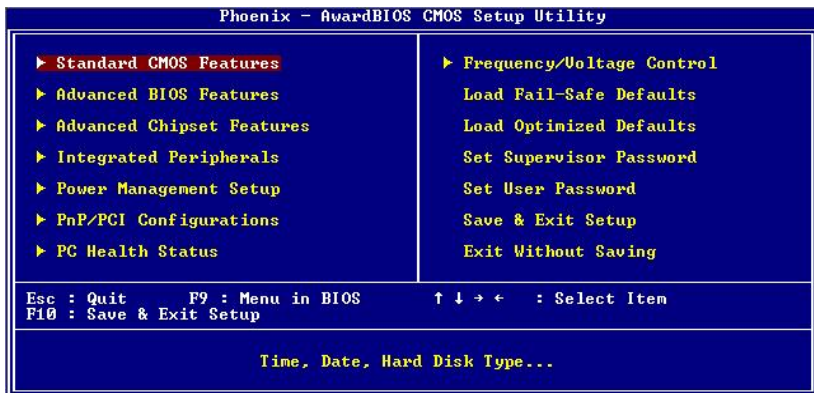 Phoenix - AwardBIOS CMOS Setup Utility
▶ Standard CMOS Features
▶ Advanced BIOS Features
▶ Advanced Chipset Features
▶ Integrated Peripherals
▶ Power Management Setup
▶ PnP/PCI Configurations
▶ PC Health Status
▶ Frequency/Voltage Control
Load Fail-Safe Defaults
Load Optimized Defaults
Set Supervisor Password
Set User Password
Save & Exit Setup
Exit Without Saving
Esc : Quit F9 : Menu in BIOS ↑ ↓ → ← : Select Item
F10 : Save & Exit Setup
Time, Date, Hard Disk Type...